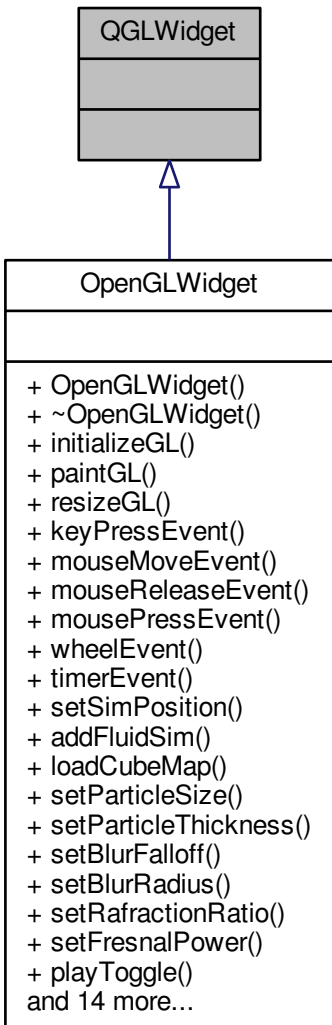 QGLWidget
OpenGLWidget
+ OpenGLWidget()
+ ~OpenGLWidget()
+ initializeGL()
+ paintGL()
+ resizeGL()
+ keyPressEvent()
+ mouseMoveEvent()
+ mouseReleaseEvent()
+ mousePressEvent()
+ wheelEvent()
+ timerEvent()
+ setSimPosition()
+ addFluidSim()
+ loadCubeMap()
+ setParticleSize()
+ setParticleThickness()
+ setBlurFalloff()
+ setBlurRadius()
+ setRafractionRatio()
+ setFresnalPower()
+ playToggle()
and 14 more...